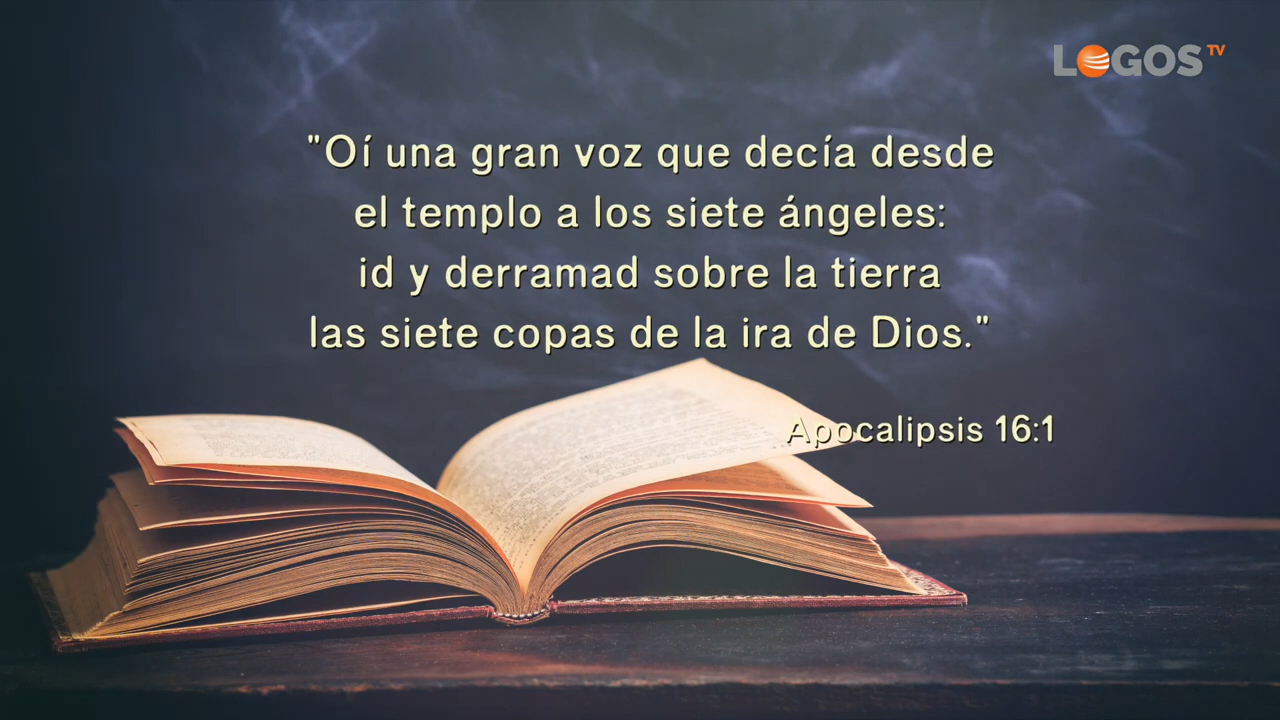 LOGOS TV
"Oí una gran voz que decía desde
el templo a los siete ángeles:
id y derramad sobre la tierra
las siete copas de la ira de Dios."
Apocalipsis 16:1